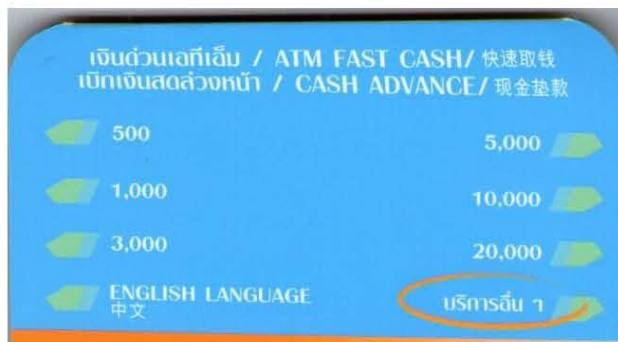 เงินด่วนเอทีเอ็ม / ATM FAST CASH/ 快速取钱
เบิกเงินสดล่วงหน้า / CASH ADVANCE/ 现金垫款
500
5,000
1,000
10,000
3,000
20,000
ENGLISH LANGUAGE
中文
บริการอื่น ๆ